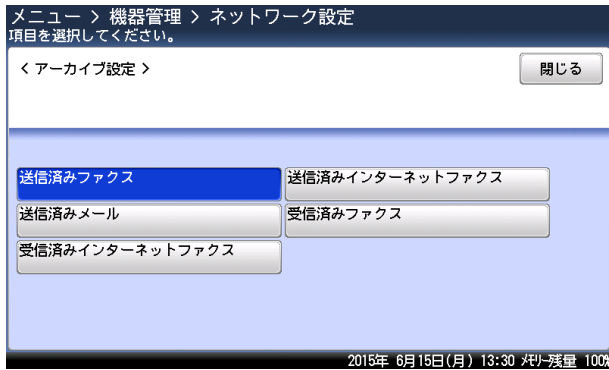 メニュー > 機器管理 > ネットワーク設定
項目を選択してください。
< アーカイブ設定 >
閉じる
送信済みファクス
送信済みインターネットファクス
送信済みメール
受信済みファクス
受信済みインターネットファクス
2015年 6月15日(月) 13:30 メモリー残量 100%